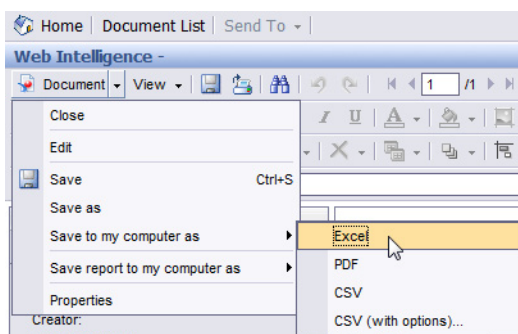 Home Document List Send To
Web Intelligence -
Document View 1 /1
Close
I U A
Edit
Save Ctrl+S
Save as
Save to my computer as Excel
PDF
Save report to my computer as
CSV
Properties
Creator: CSV (with options)...